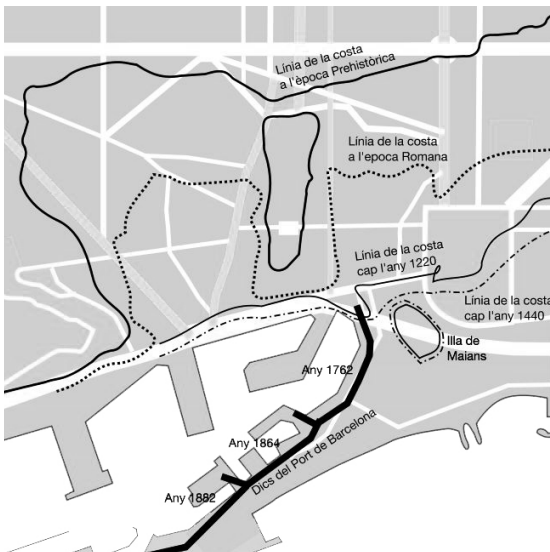 Línia de la costa
a l'època Prehistòrica
Línia de la costa
a l'epoca Romana
Línia de la costa
cap l'any 1220
Línia de la costa
cap l'any 1440
Illa de
Maians
Any 1762
Any 1864
Dics del Port de Barcelona
Any 1882